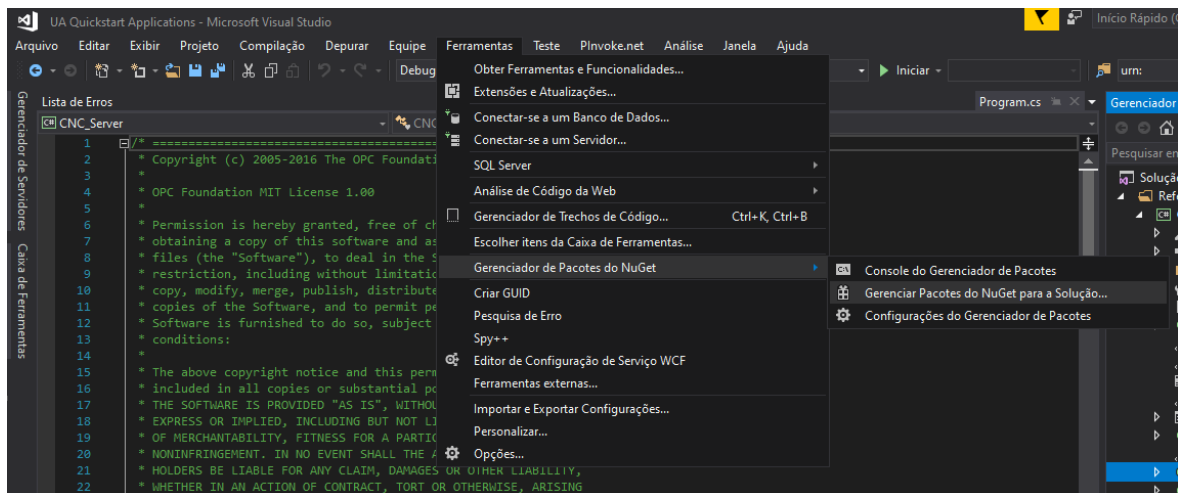 UA Quickstart Applications - Microsoft Visual Studio
Início Rápido (
Arquivo Editar Exibir Projeto Compilação Depurar Equipe Ferramentas Teste PInvoke.net Análise Janela Ajuda
Debug
Iniciar
urn:
Gerenciador de Servidores
Caixa de Ferramentas
Lista de Erros
CNC_Server
CNC
1 /* ========================================
2 * Copyright (c) 2005-2016 The OPC Foundati
3 *
4 * OPC Foundation MIT License 1.00
5 *
6 * Permission is hereby granted, free of ch
7 * obtaining a copy of this software and as
8 * files (the "Software"), to deal in the S
9 * restriction, including without limitatio
10 * copy, modify, merge, publish, distribute
11 * copies of the Software, and to permit pe
12 * Software is furnished to do so, subject
13 * conditions:
14 *
15 * The above copyright notice and this perm
16 * included in all copies or substantial po
17 * THE SOFTWARE IS PROVIDED "AS IS", WITHOU
18 * EXPRESS OR IMPLIED, INCLUDING BUT NOT LI
19 * OF MERCHANTABILITY, FITNESS FOR A PARTIC
20 * NONINFRINGEMENT. IN NO EVENT SHALL THE A
21 * HOLDERS BE LIABLE FOR ANY CLAIM, DAMAGES OR OTHER LIABILITY,
22 * WHETHER IN AN ACTION OF CONTRACT, TORT OR OTHERWISE, ARISING
Obter Ferramentas e Funcionalidades...
Extensões e Atualizações...
Conectar-se a um Banco de Dados...
Conectar-se a um Servidor...
SQL Server
Análise de Código da Web
Gerenciador de Trechos de Código... Ctrl+K, Ctrl+B
Escolher itens da Caixa de Ferramentas...
Gerenciador de Pacotes do NuGet
Criar GUID
Pesquisa de Erro
Spy++
Editor de Configuração de Serviço WCF
Ferramentas externas...
Importar e Exportar Configurações...
Personalizar...
Opções...
Console do Gerenciador de Pacotes
Gerenciar Pacotes do NuGet para a Solução...
Configurações do Gerenciador de Pacotes
Program.cs
Gerenciador
Pesquisar en
Solução
Refe